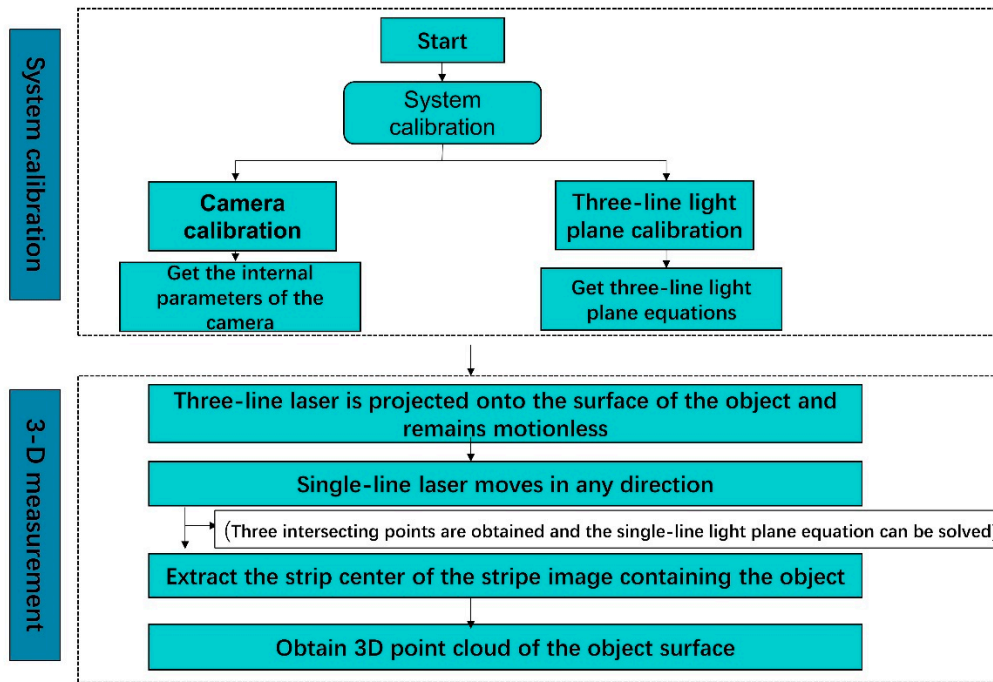 System calibration
Start
System
calibration
Camera
calibration
Three-line light
plane calibration
Get the internal
parameters of the
camera
Get three-line light
plane equations
3-D measurement
Three-line laser is projected onto the surface of the object and
remains motionless
Single-line laser moves in any direction
(Three intersecting points are obtained and the single-line light plane equation can be solved)
Extract the strip center of the stripe image containing the object
Obtain 3D point cloud of the object surface